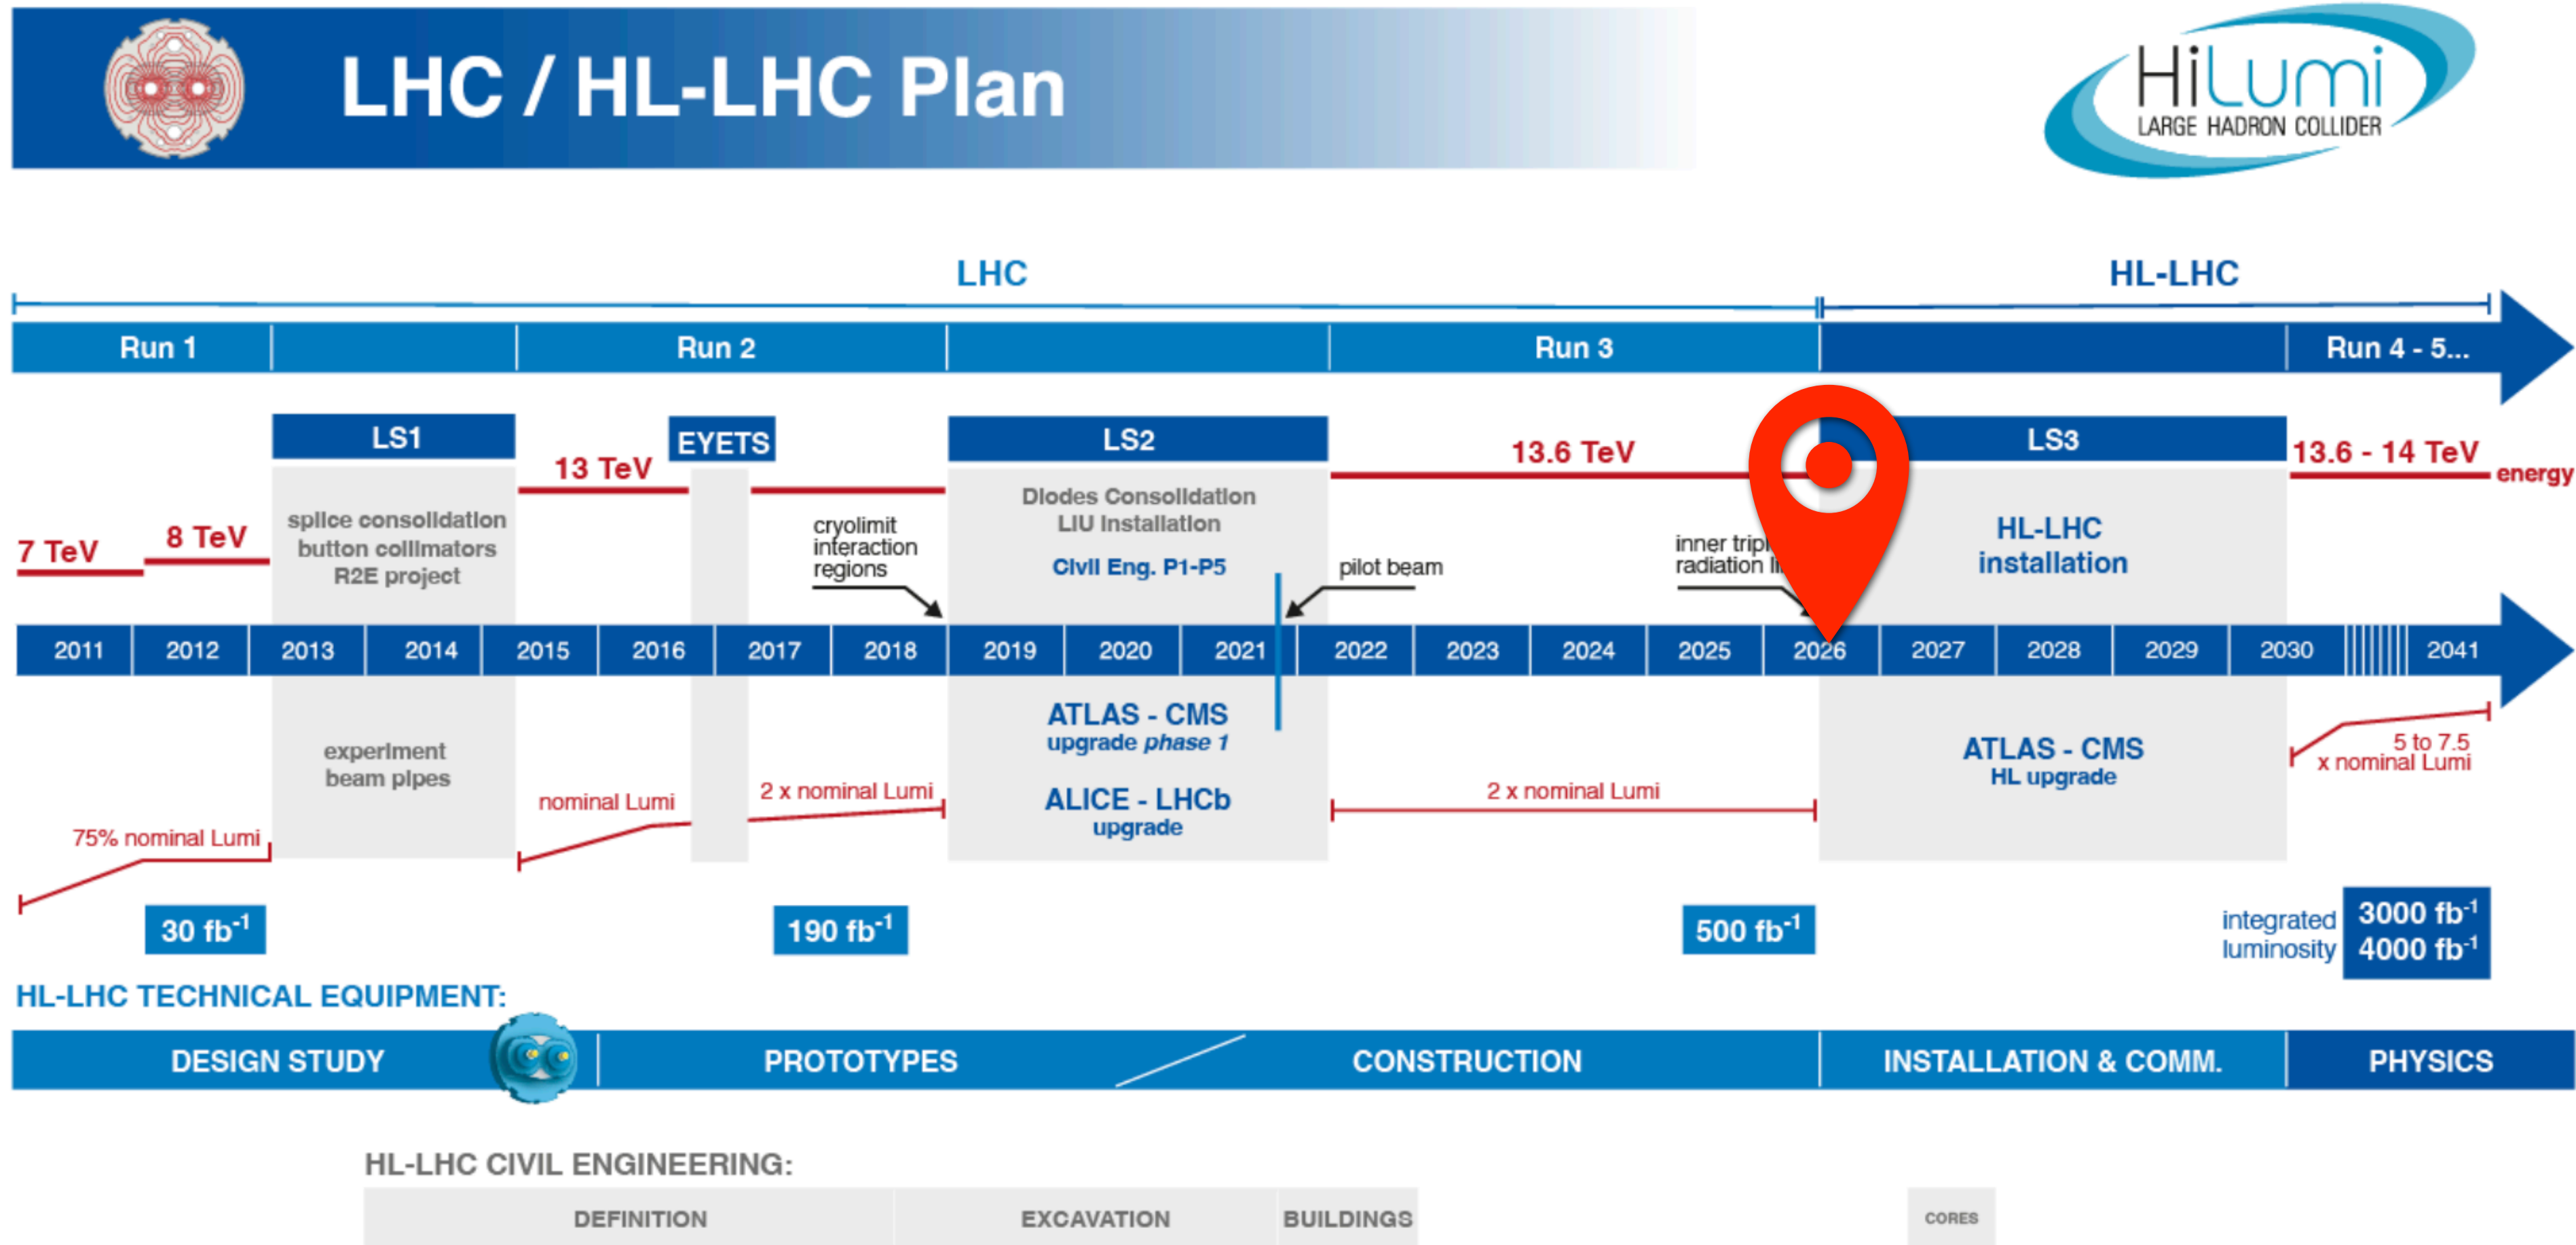 LHC / HL-LHC Plan
HiLumi
LARGE HADRON COLLIDER
LHC
HL-LHC
Run 1
Run 2
Run 3
Run 4 - 5...
LS1
EYETS
LS2
LS3
13 TeV
13.6 TeV
13.6 - 14 TeV
energy
7 TeV
8 TeV
splice consolidation
button collimators
R2E project
cryolimit
interaction
regions
Diodes Consolidation
LIU Installation
Civil Eng. P1-P5
pilot beam
inner
radiation
HL-LHC
installation
2011 2012 2013 2014 2015 2016 2017 2018 2019 2020 2021 2022 2023 2024 2025 2026 2027 2028 2029 2030 2041
experiment
beam pipes
ATLAS - CMS
upgrade phase 1
ALICE - LHCb
upgrade
ATLAS - CMS
HL upgrade
5 to 7.5
x nominal Lumi
75% nominal Lumi
nominal Lumi
2 x nominal Lumi
2 x nominal Lumi
30 fb⁻¹
190 fb⁻¹
500 fb⁻¹
integrated
luminosity
3000 fb⁻¹
4000 fb⁻¹
HL-LHC TECHNICAL EQUIPMENT:
DESIGN STUDY
PROTOTYPES
CONSTRUCTION
INSTALLATION & COMM.
PHYSICS
HL-LHC CIVIL ENGINEERING:
DEFINITION
EXCAVATION
BUILDINGS
CORES